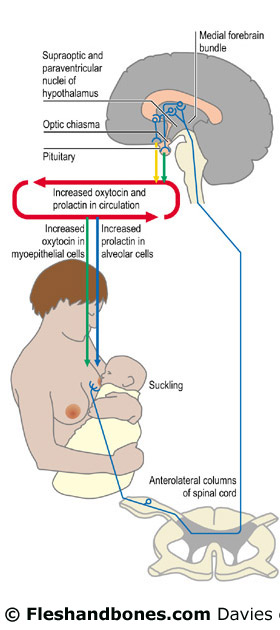 Medial forebrain
bundle
Supraoptic and
paraventricular
nuclei of
hypothalamus
Optic chiasma
Pituitary
Increased oxytocin and
prolactin in circulation
Increased
oxytocin in
myoepithelial cells
Increased
prolactin in
alveolar cells
Suckling
Anterolateral columns
of spinal cord
© Fleshandbones.com Davies